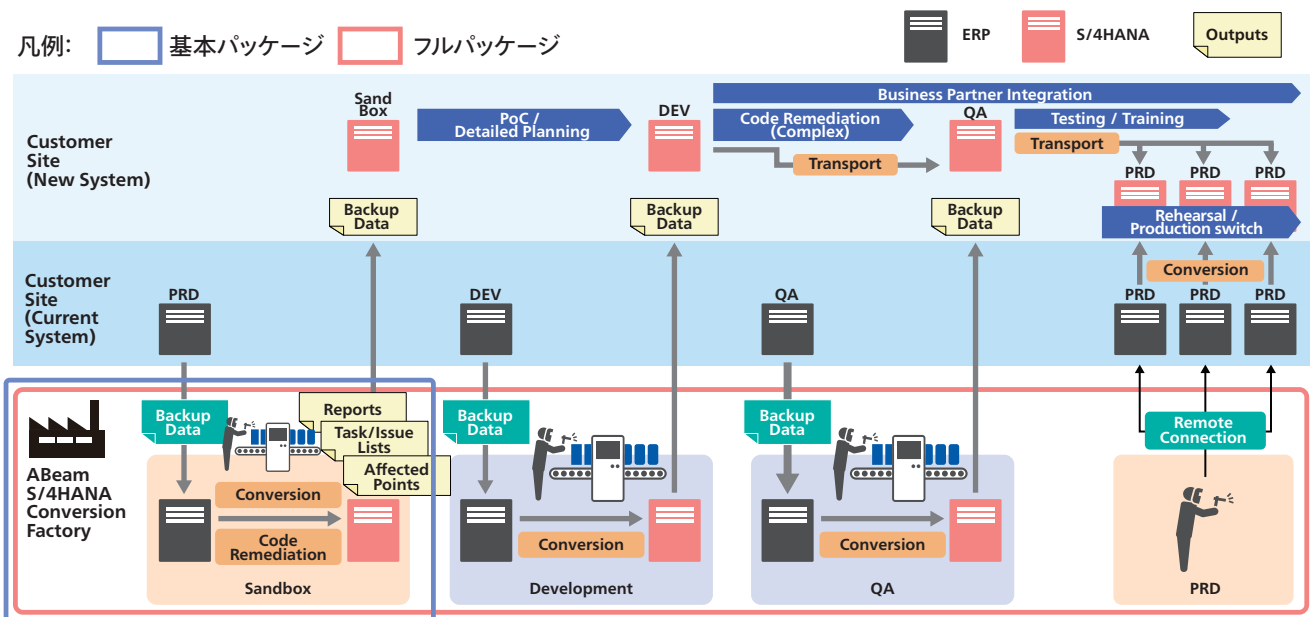 凡例:
基本パッケージ
フルパッケージ
ERP
S/4HANA
Outputs
Customer
Site
(New System)
Sand
Box
PoC /
Detailed Planning
DEV
Business Partner Integration
Code Remediation
(Complex)
Transport
QA
Testing / Training
Transport
PRD
PRD
PRD
Rehearsal /
Production switch
Backup
Data
Backup
Data
Backup
Data
Customer
Site
(Current
System)
PRD
DEV
QA
Conversion
PRD
PRD
PRD
ABeam
S/4HANA
Conversion
Factory
Backup
Data
Reports
Task/Issue
Lists
Affected
Points
Conversion
Code
Remediation
Sandbox
Backup
Data
Conversion
Development
Backup
Data
Conversion
QA
Remote
Connection
PRD